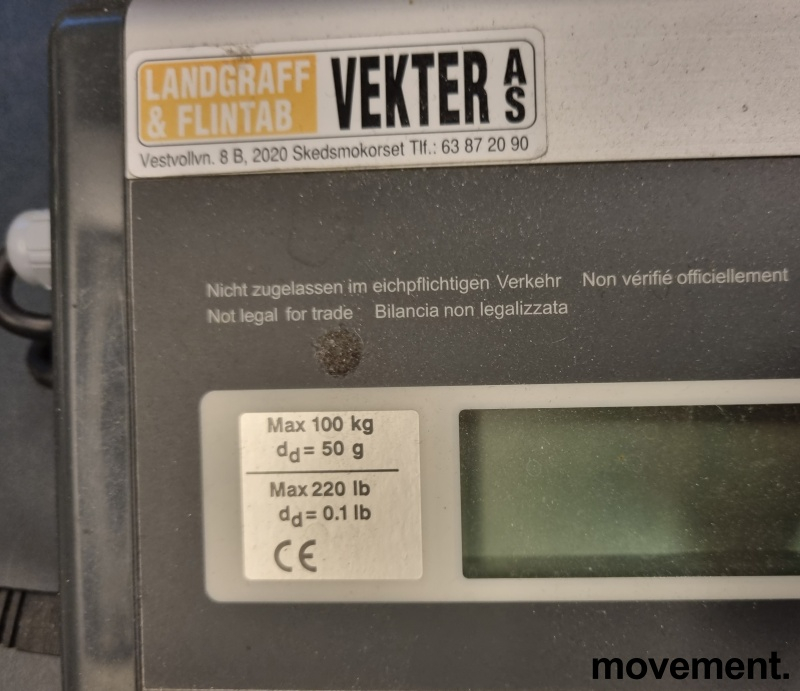 LANDGRAFF
& FLINTAB
VEKTER AS
Vestvollvn. 8 B, 2020 Skedsmokorset Tlf.: 63 87 20 90
Nicht zugelassen im eichpflichtigen Verkehr Non vérifié officiellement
Not legal for trade Bilancia non legalizzata
Max 100 kg
dd= 50 g
Max 220 lb
dd= 0.1 lb
CE
movement.